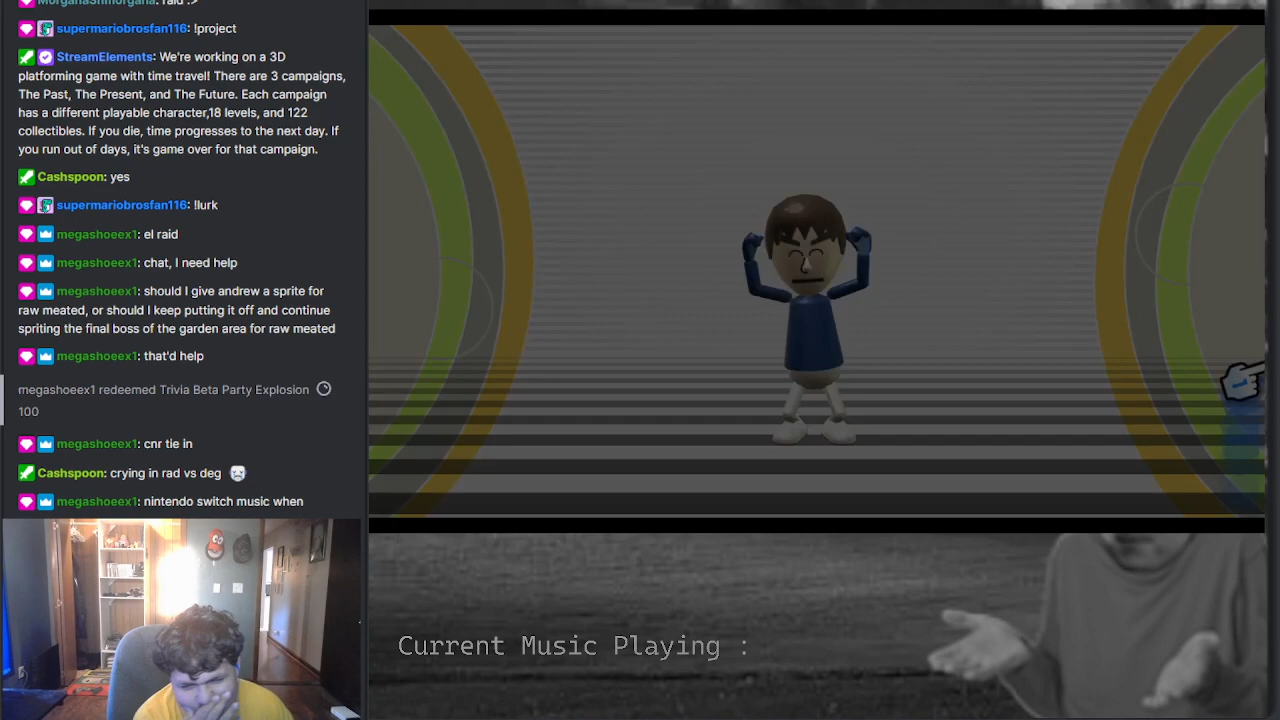 MorganaShmorgana: raid :>
supermariobrosfan116: !project
StreamElements: We're working on a 3D
platforming game with time travel! There are 3 campaigns,
The Past, The Present, and The Future. Each campaign
has a different playable character,18 levels, and 122
collectibles. If you die, time progresses to the next day. If
you run out of days, it's game over for that campaign.
Cashspoon: yes
supermariobrosfan116: !lurk
megashoeex1: el raid
megashoeex1: chat, I need help
megashoeex1: should I give andrew a sprite for
raw meated, or should I keep putting it off and continue
spriting the final boss of the garden area for raw meated
megashoeex1: that'd help
megashoeex1 redeemed Trivia Beta Party Explosion
100
megashoeex1: cnr tie in
Cashspoon: crying in rad vs deg
megashoeex1: nintendo switch music when
Current Music Playing :